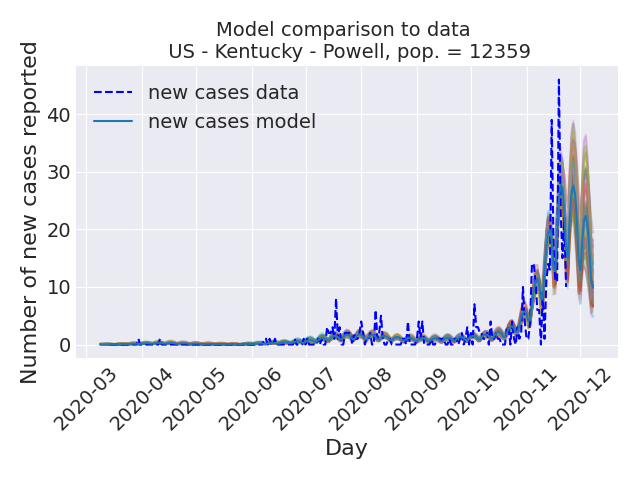 Model comparison to data
US - Kentucky - Powell, pop. = 12359
Number of new cases reported
40
30
20
10
0
new cases data
new cases model
2020-03
2020-04
2020-05
2020-06
2020-07
2020-08
2020-09
2020-10
2020-11
2020-12
Day